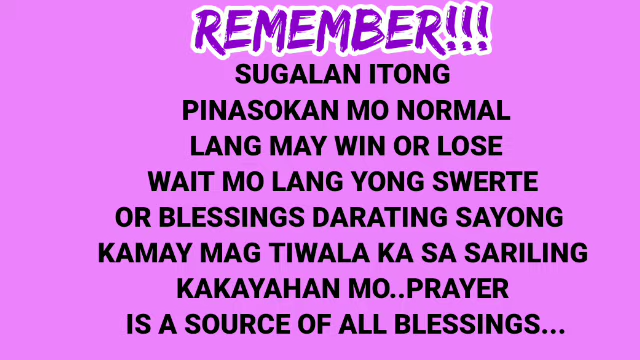 REMEMBER!!!
SUGALAN ITONG
PINASOKAN MO NORMAL
LANG MAY WIN OR LOSE
WAIT MO LANG YONG SWERTE
OR BLESSINGS DARATING SAYONG
KAMAY MAG TIWALA KA SA SARILING
KAKAYAHAN MO..PRAYER
IS A SOURCE OF ALL BLESSINGS...